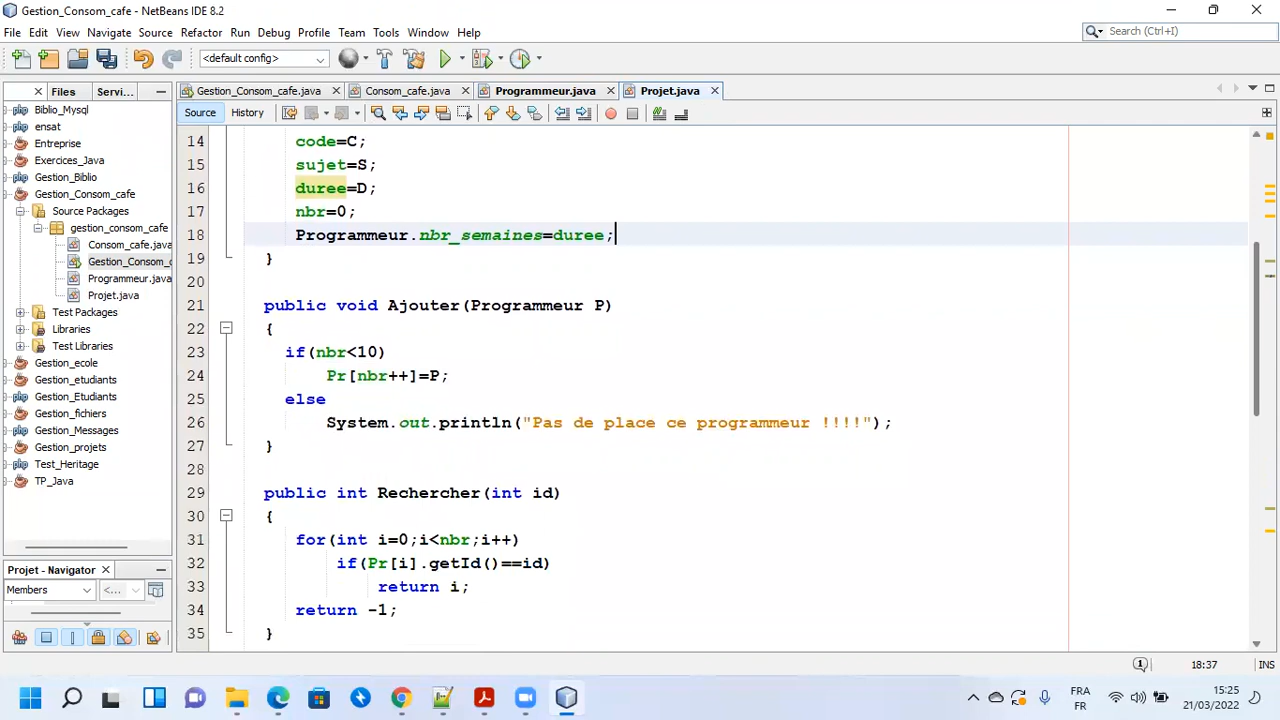 Gestion_Consom_cafe - NetBeans IDE 8.2
File Edit View Navigate Source Refactor Run Debug Profile Team Tools Window Help
Search (Ctrl+I)
<default config>
Files Servi...
Gestion_Consom_cafe.java Consom_cafe.java Programmeur.java Projet.java
Source History
Biblio_Mysql
ensat
Entreprise
Exercices_Java
Gestion_Biblio
Gestion_Consom_cafe
Source Packages
gestion_consom_cafe
Consom_cafe.java
Gestion_Consom_c
Programmeur.java
Projet.java
Test Packages
Libraries
Test Libraries
Gestion_ecole
Gestion_etudiants
Gestion_Etudiants
Gestion_fichiers
Gestion_Messages
Gestion_projets
Test_Heritage
TP_Java
Projet - Navigator
Members <...
14 code=C;
15 sujet=S;
16 duree=D;
17 nbr=0;
18 Programmeur.nbr_semaines=duree;
19 }
20
21 public void Ajouter(Programmeur P)
22 {
23 if(nbr<10)
24 Pr[nbr++]=P;
25 else
26 System.out.println("Pas de place ce programmeur !!!!");
27 }
28
29 public int Rechercher(int id)
30 {
31 for(int i=0;i<nbr;i++)
32 if(Pr[i].getId()==id)
33 return i;
34 return -1;
35 }
1 18:37 INS
FRA
FR
15:25
21/03/2022